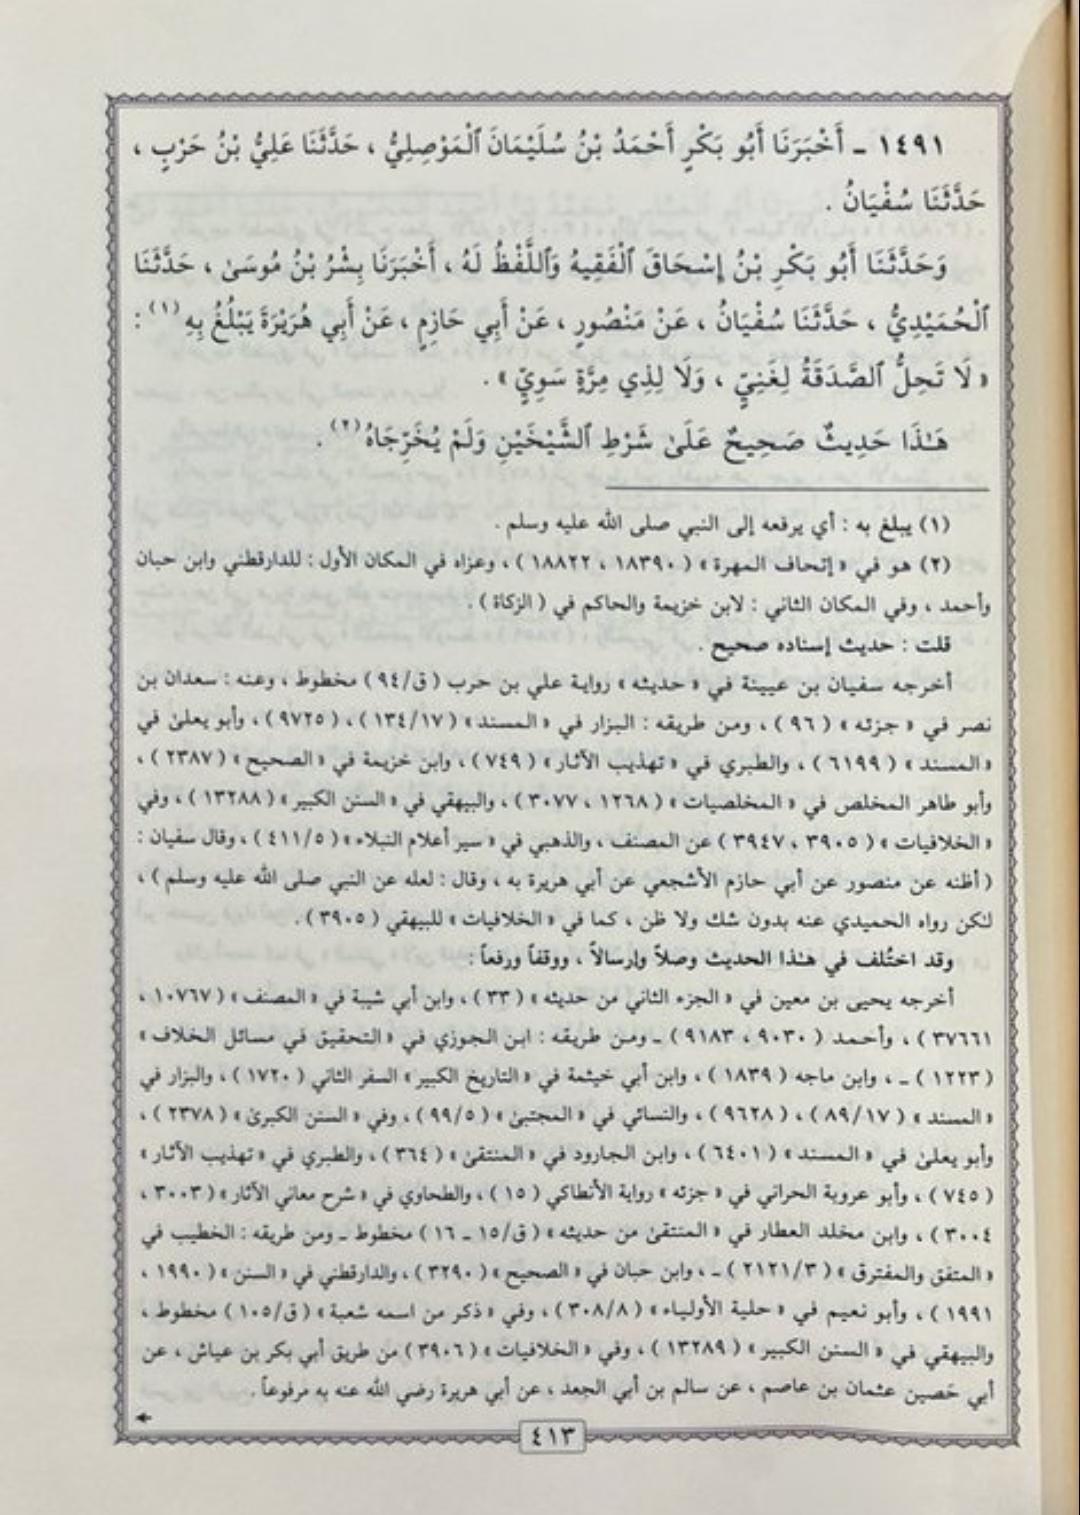 ١٤٩١ ـ أَخْبَرَنَا أَبُو بَكْرٍ أَحْمَدُ بْنُ سُلَيْمَانَ ٱلْمَوْصِلِيُّ ، حَدَّثَنَا عَلِيُّ بْنُ حَرْبٍ ،
حَدَّثَنَا سُفْيَانُ .
وَحَدَّثَنَا أَبُو بَكْرِ بْنُ إِسْحَاقَ ٱلْفَقِيهُ وَٱللَّفْظُ لَهُ ، أَخْبَرَنَا بِشْرُ بْنُ مُوسَىٰ ، حَدَّثَنَا
ٱلْحُمَيْدِيُّ ، حَدَّثَنَا سُفْيَانُ ، عَنْ مَنْصُورٍ ، عَنْ أَبِي حَازِمٍ ، عَنْ أَبِي هُرَيْرَةَ يَبْلُغُ بِهِ (١) :
« لَا تَحِلُّ ٱلصَّدَقَةُ لِغَنِيٍّ ، وَلَا لِذِي مِرَّةٍ سَوِيٍّ » .
هَـٰذَا حَدِيثٌ صَحِيحٌ عَلَىٰ شَرْطِ ٱلشَّيْخَيْنِ وَلَمْ يُخَرِّجَاهُ (٢) .
(١) يبلغ به : أي يرفعه إلى النبي صلى الله عليه وسلم .
(٢) هو في « إتحاف المهرة » ( ١٨٣٩٠ ، ١٨٨٢٢ ) ، وعزاه في المكان الأول : للدارقطني وابن حبان
وأحمد ، وفي المكان الثاني : لابن خزيمة والحاكم في ( الزكاة ) .
قلت : حديث إسناده صحيح .
أخرجه سفيان بن عيينة في « حديثه » رواية علي بن حرب ( ق/٩٤ ) مخطوط ، وعنه : سعدان بن
نصر في « جزئه » ( ٩٦ ) ، ومن طريقه : البزار في « المسند » ( ١٣٤/١٧ ) ، ( ٩٧٢٥ ) ، وأبو يعلىٰ في
« المسند » ( ٦١٩٩ ) ، والطبري في « تهذيب الآثار » ( ٧٤٩ ) ، وابن خزيمة في « الصحيح » ( ٢٣٨٧ ) ،
وأبو طاهر المخلص في « المخلصيات » ( ١٢٦٨ ، ٣٠٧٧ ) ، والبيهقي في « السنن الكبير » ( ١٣٢٨٨ ) ، وفي
« الخلافيات » ( ٣٩٠٥ ، ٣٩٤٧ ) عن المصنف ، والذهبي في « سير أعلام النبلاء » ( ٤١١/٥ ) ، وقال سفيان :
( أظنه عن منصور عن أبي حازم الأشجعي عن أبي هريرة به ، وقال : لعله عن النبي صلى الله عليه وسلم ) ،
لكن رواه الحميدي عنه بدون شك ولا ظن ، كما في « الخلافيات » للبيهقي ( ٣٩٠٥ ) .
وقد اختُلف في هـٰذا الحديث وصلاً وإرسالاً ، ووقفاً ورفعاً :
أخرجه يحيى بن معين في « الجزء الثاني من حديثه » ( ٣٣ ) ، وابن أبي شيبة في « المصنف » ( ١٠٧٦٧ ،
٣٧٦٦١ ) ، وأحمد ( ٩٠٣٠ ، ٩١٨٣ ) ـ ومن طريقه : ابن الجوزي في « التحقيق في مسائل الخلاف »
( ١٢٢٣ ) ـ ، وابن ماجه ( ١٨٣٩ ) ، وابن أبي خيثمة في « التاريخ الكبير » السفر الثاني ( ١٧٢٠ ) ، والبزار في
« المسند » ( ٨٩/١٧ ) ، ( ٩٦٢٨ ) ، والنسائي في « المجتبىٰ » ( ٩٩/٥ ) ، وفي « السنن الكبرىٰ » ( ٢٣٧٨ ) ،
وأبو يعلىٰ في « المسند » ( ٦٤٠١ ) ، وابن الجارود في « المنتقىٰ » ( ٣٦٤ ) ، والطبري في « تهذيب الآثار »
( ٧٤٥ ) ، وأبو عروبة الحراني في « جزئه » رواية الأنطاكي ( ١٥ ) ، والطحاوي في « شرح معاني الآثار » ( ٣٠٠٣ ،
٣٠٠٤ ) ، وابن مخلد العطار في « المنتقىٰ من حديثه » ( ق/١٥ ـ ١٦ ) مخطوط ـ ومن طريقه : الخطيب في
« المتفق والمفترق » ( ٢١٢١/٣ ) ـ ، وابن حبان في « الصحيح » ( ٣٢٩٠ ) ، والدارقطني في « السنن » ( ١٩٩٠ ،
١٩٩١ ) ، وأبو نعيم في « حلية الأولياء » ( ٣٠٨/٨ ) ، وفي « ذكر من اسمه شعبة » ( ق/١٠٥ ) مخطوط ،
والبيهقي في « السنن الكبير » ( ١٣٢٨٩ ) ، وفي « الخلافيات » ( ٣٩٠٦ ) من طريق أبي بكر بن عياش ، عن
أبي حَصين عثمان بن عاصم ، عن سالم بن أبي الجعد ، عن أبي هريرة رضي الله عنه به مرفوعاً .
٤١٣